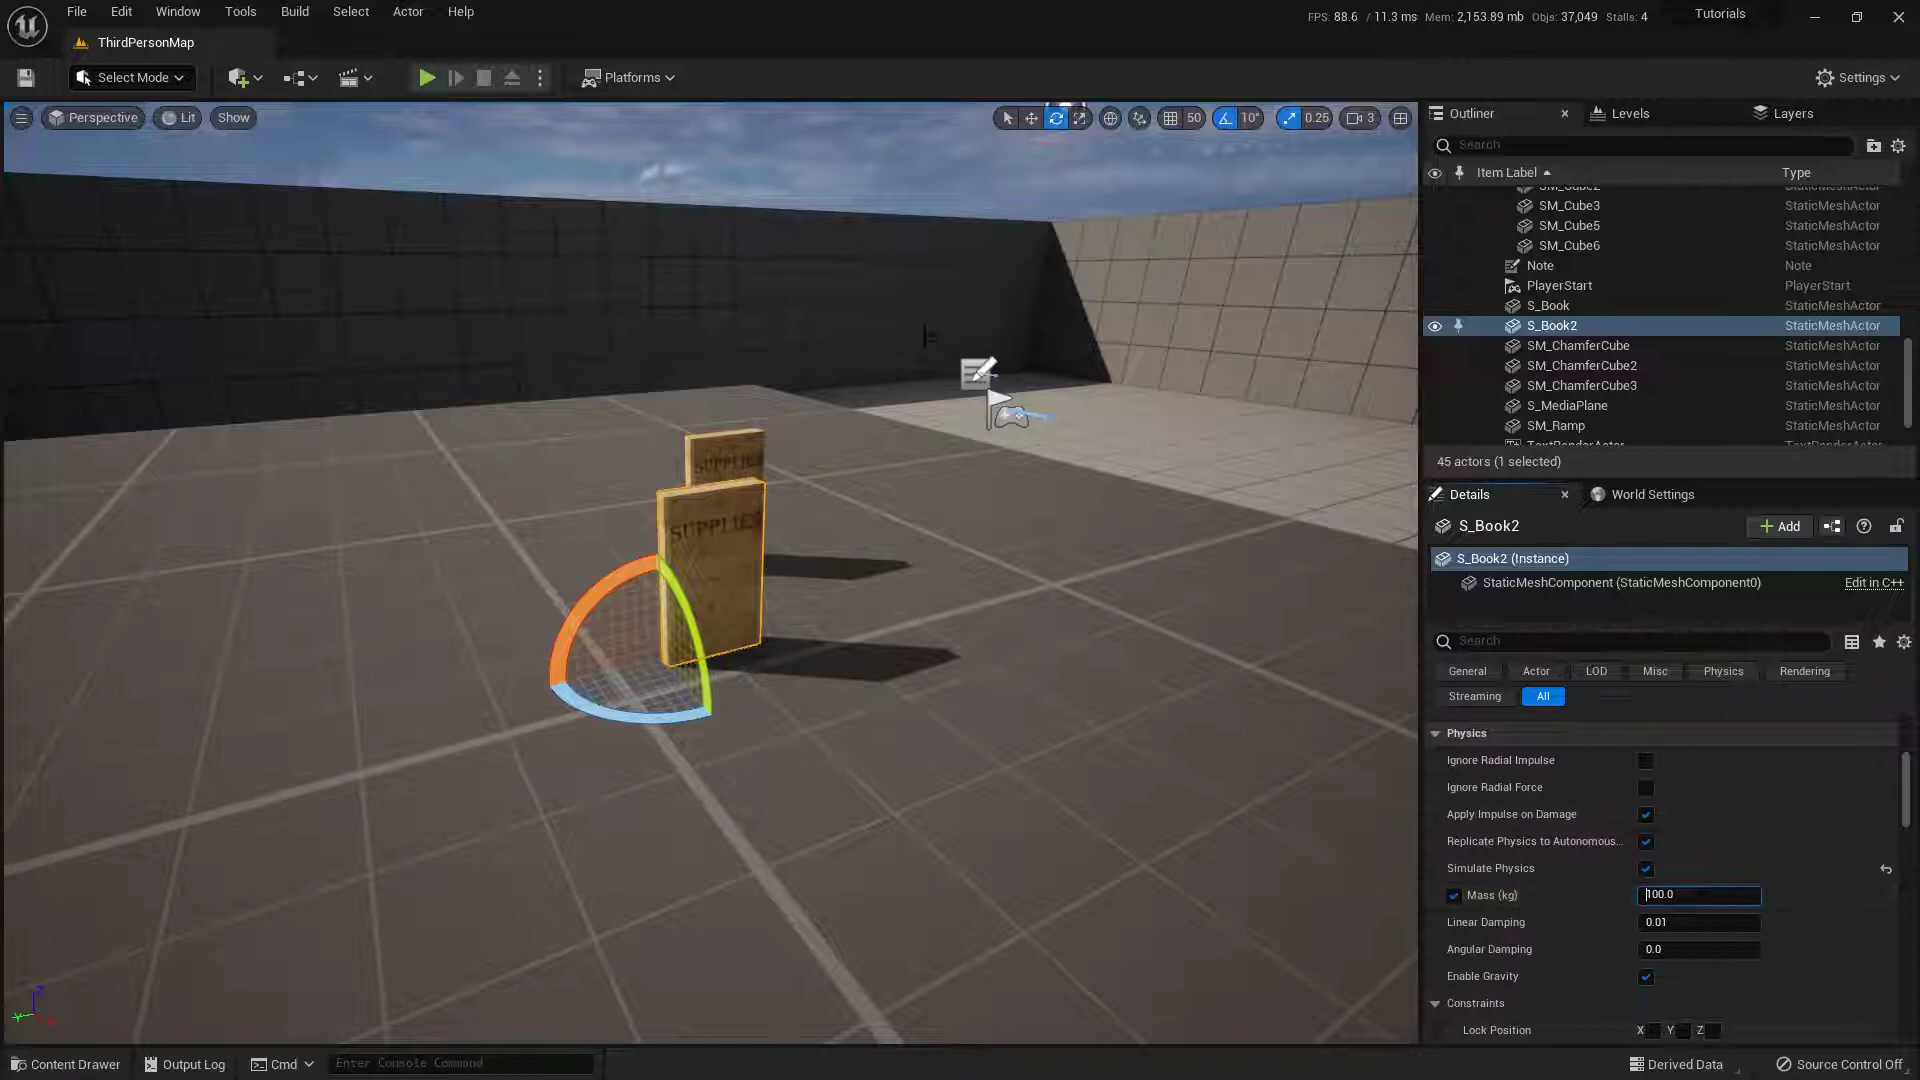 File Edit Window Tools Build Select Actor Help
FPS: 88.6 / 11.3 ms Mem: 2,153.89 mb Objs: 37,049 Stalls: 4
Tutorials
ThirdPersonMap
Select Mode
Platforms
Settings
Perspective
Lit
Show
50
10°
0.25
3
Outliner
Levels
Layers
Search
Item Label
Type
SM_Cube2 StaticMeshActor
SM_Cube3 StaticMeshActor
SM_Cube5 StaticMeshActor
SM_Cube6 StaticMeshActor
Note Note
PlayerStart PlayerStart
S_Book StaticMeshActor
S_Book2 StaticMeshActor
SM_ChamferCube StaticMeshActor
SM_ChamferCube2 StaticMeshActor
SM_ChamferCube3 StaticMeshActor
S_MediaPlane StaticMeshActor
SM_Ramp StaticMeshActor
TextRenderActor TextRenderActor
45 actors (1 selected)
SUPPLIES
SUPPLIES
Details
World Settings
S_Book2
Add
S_Book2 (Instance)
StaticMeshComponent (StaticMeshComponent0) Edit in C++
Search
General Actor LOD Misc Physics Rendering
Streaming All
Physics
Ignore Radial Impulse
Ignore Radial Force
Apply Impulse on Damage
Replicate Physics to Autonomous...
Simulate Physics
Mass (kg) 100.0
Linear Damping 0.01
Angular Damping 0.0
Enable Gravity
Constraints
Lock Position X Y Z
Content Drawer
Output Log
Cmd
Enter Console Command
Derived Data
Source Control Off